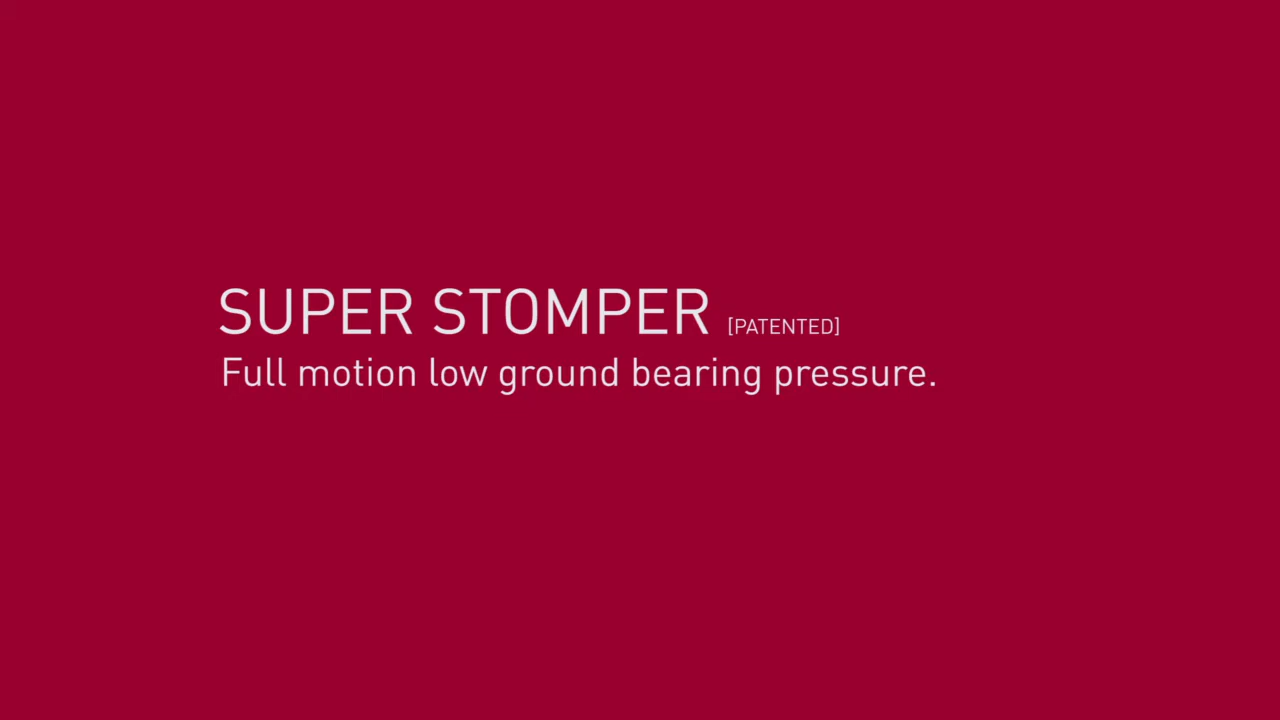 SUPER STOMPER [PATENTED]
Full motion low ground bearing pressure.